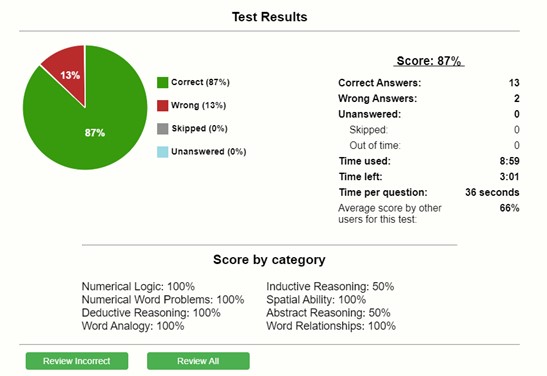 Test Results
13%
87%
Correct (87%)
Wrong (13%)
Skipped (0%)
Unanswered (0%)
Score: 87%
Correct Answers: 13
Wrong Answers: 2
Unanswered: 0
Skipped: 0
Out of time: 0
Time used: 8:59
Time left: 3:01
Time per question: 36 seconds
Average score by other 66%
users for this test:
Score by category
Numerical Logic: 100%
Numerical Word Problems: 100%
Deductive Reasoning: 100%
Word Analogy: 100%
Inductive Reasoning: 50%
Spatial Ability: 100%
Abstract Reasoning: 50%
Word Relationships: 100%
Review Incorrect
Review All